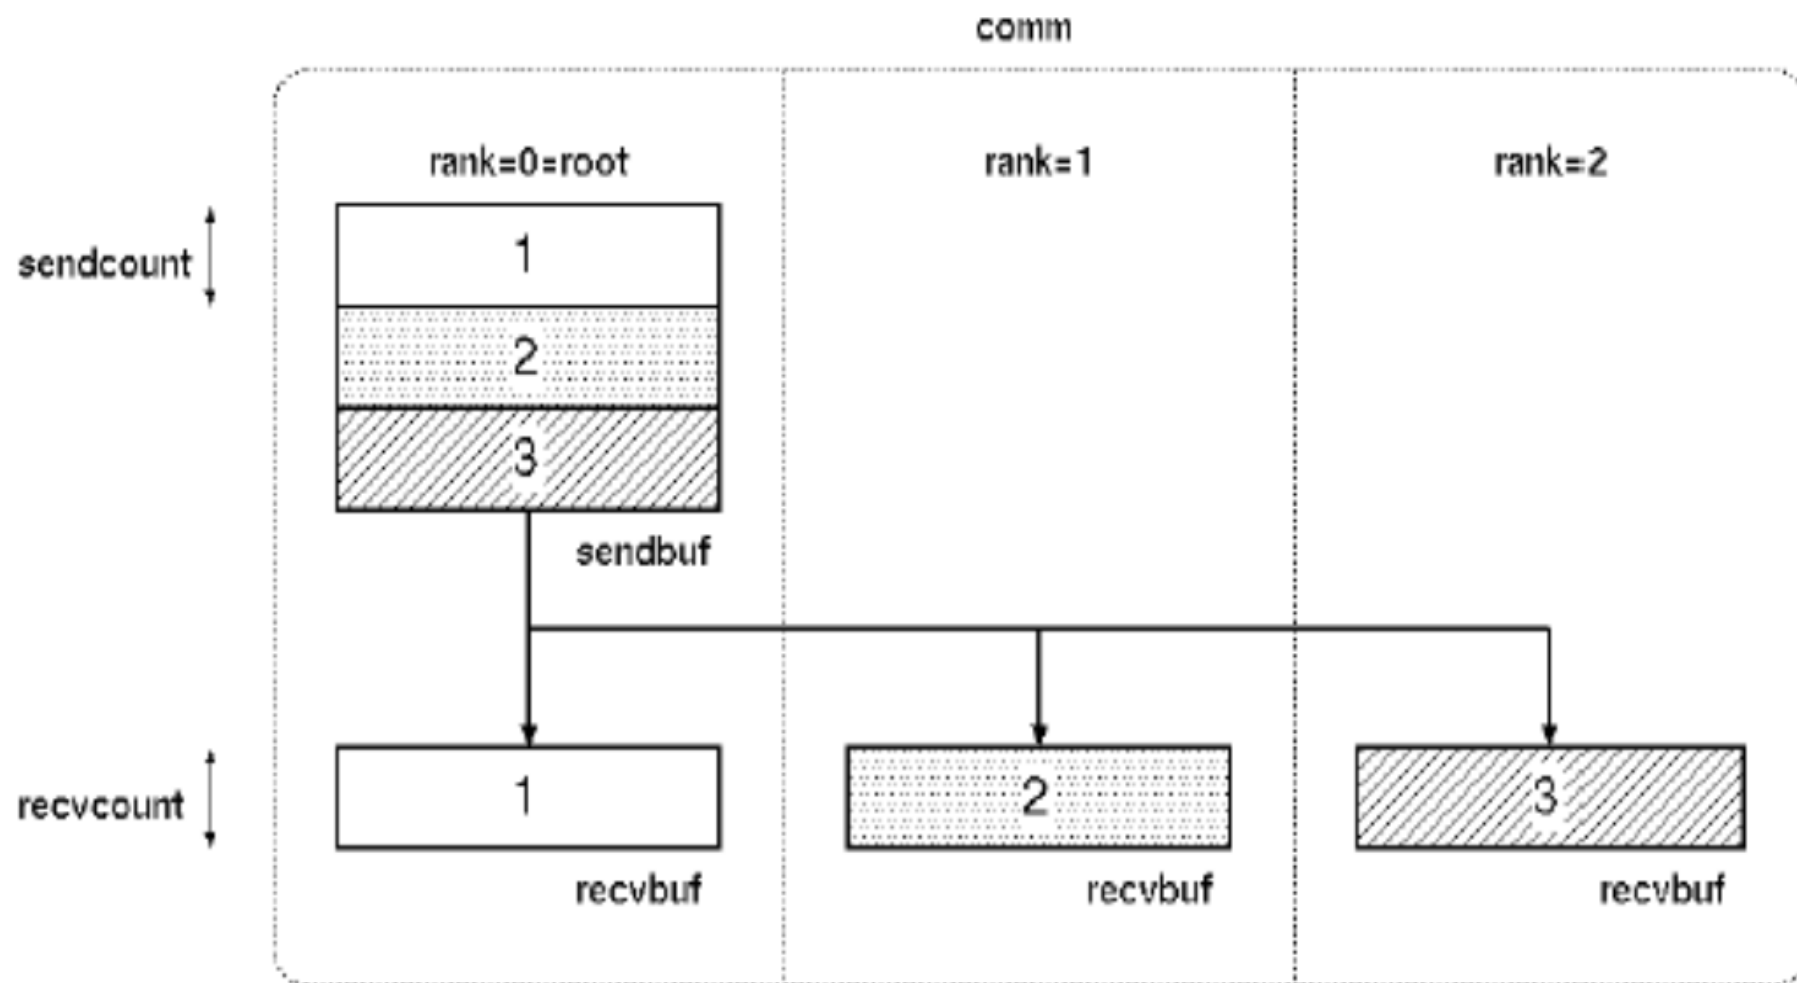 comm
rank=0=root
rank=1
rank=2
sendcount
1
2
3
sendbuf
recvcount
1
2
3
recvbuf
recvbuf
recvbuf